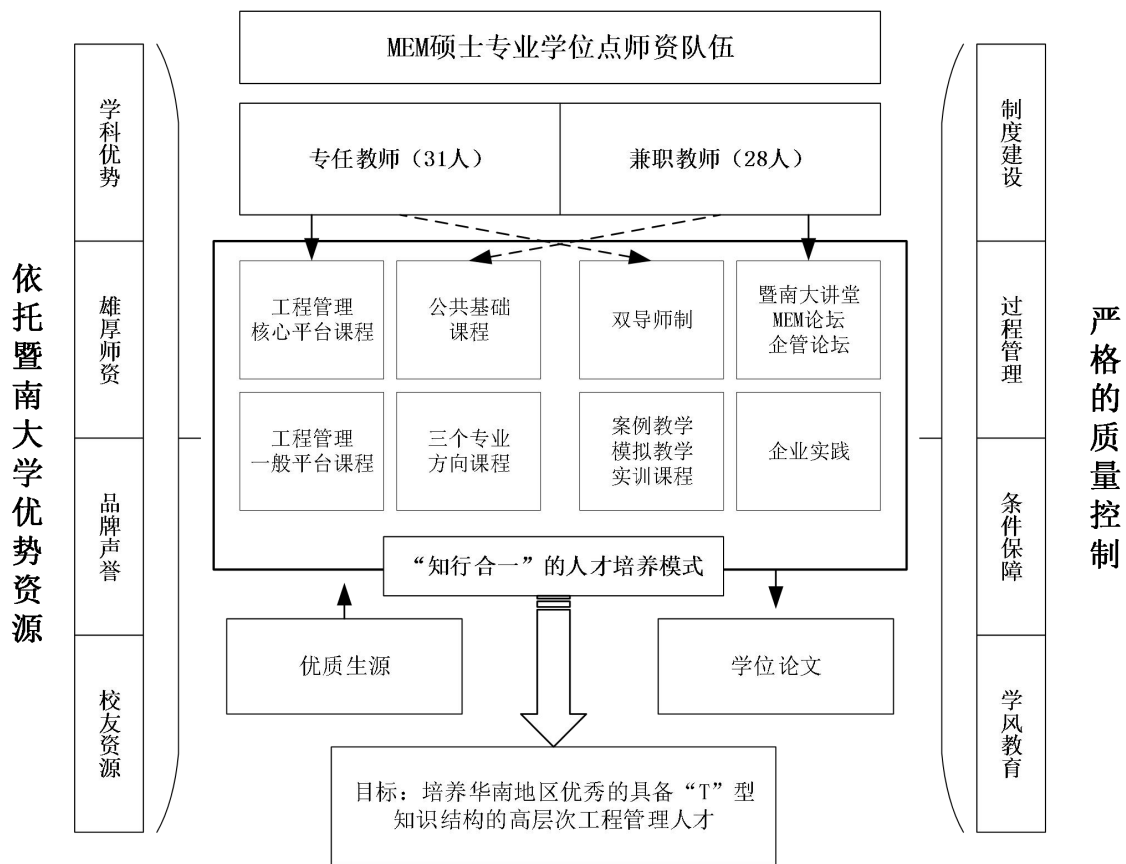 MEM硕士专业学位点师资队伍
专任教师（31人）
兼职教师（28人）
依托暨南大学优势资源
学科优势
雄厚师资
品牌声誉
校友资源
工程管理
核心平台课程
公共基础
课程
双导师制
暨南大讲堂
MEM论坛
企管论坛
工程管理
一般平台课程
三个专业
方向课程
案例教学
模拟教学
实训课程
企业实践
“知行合一”的人才培养模式
优质生源
学位论文
目标：培养华南地区优秀的具备“T”型
知识结构的高层次工程管理人才
制度建设
过程管理
条件保障
学风教育
严格的质量控制